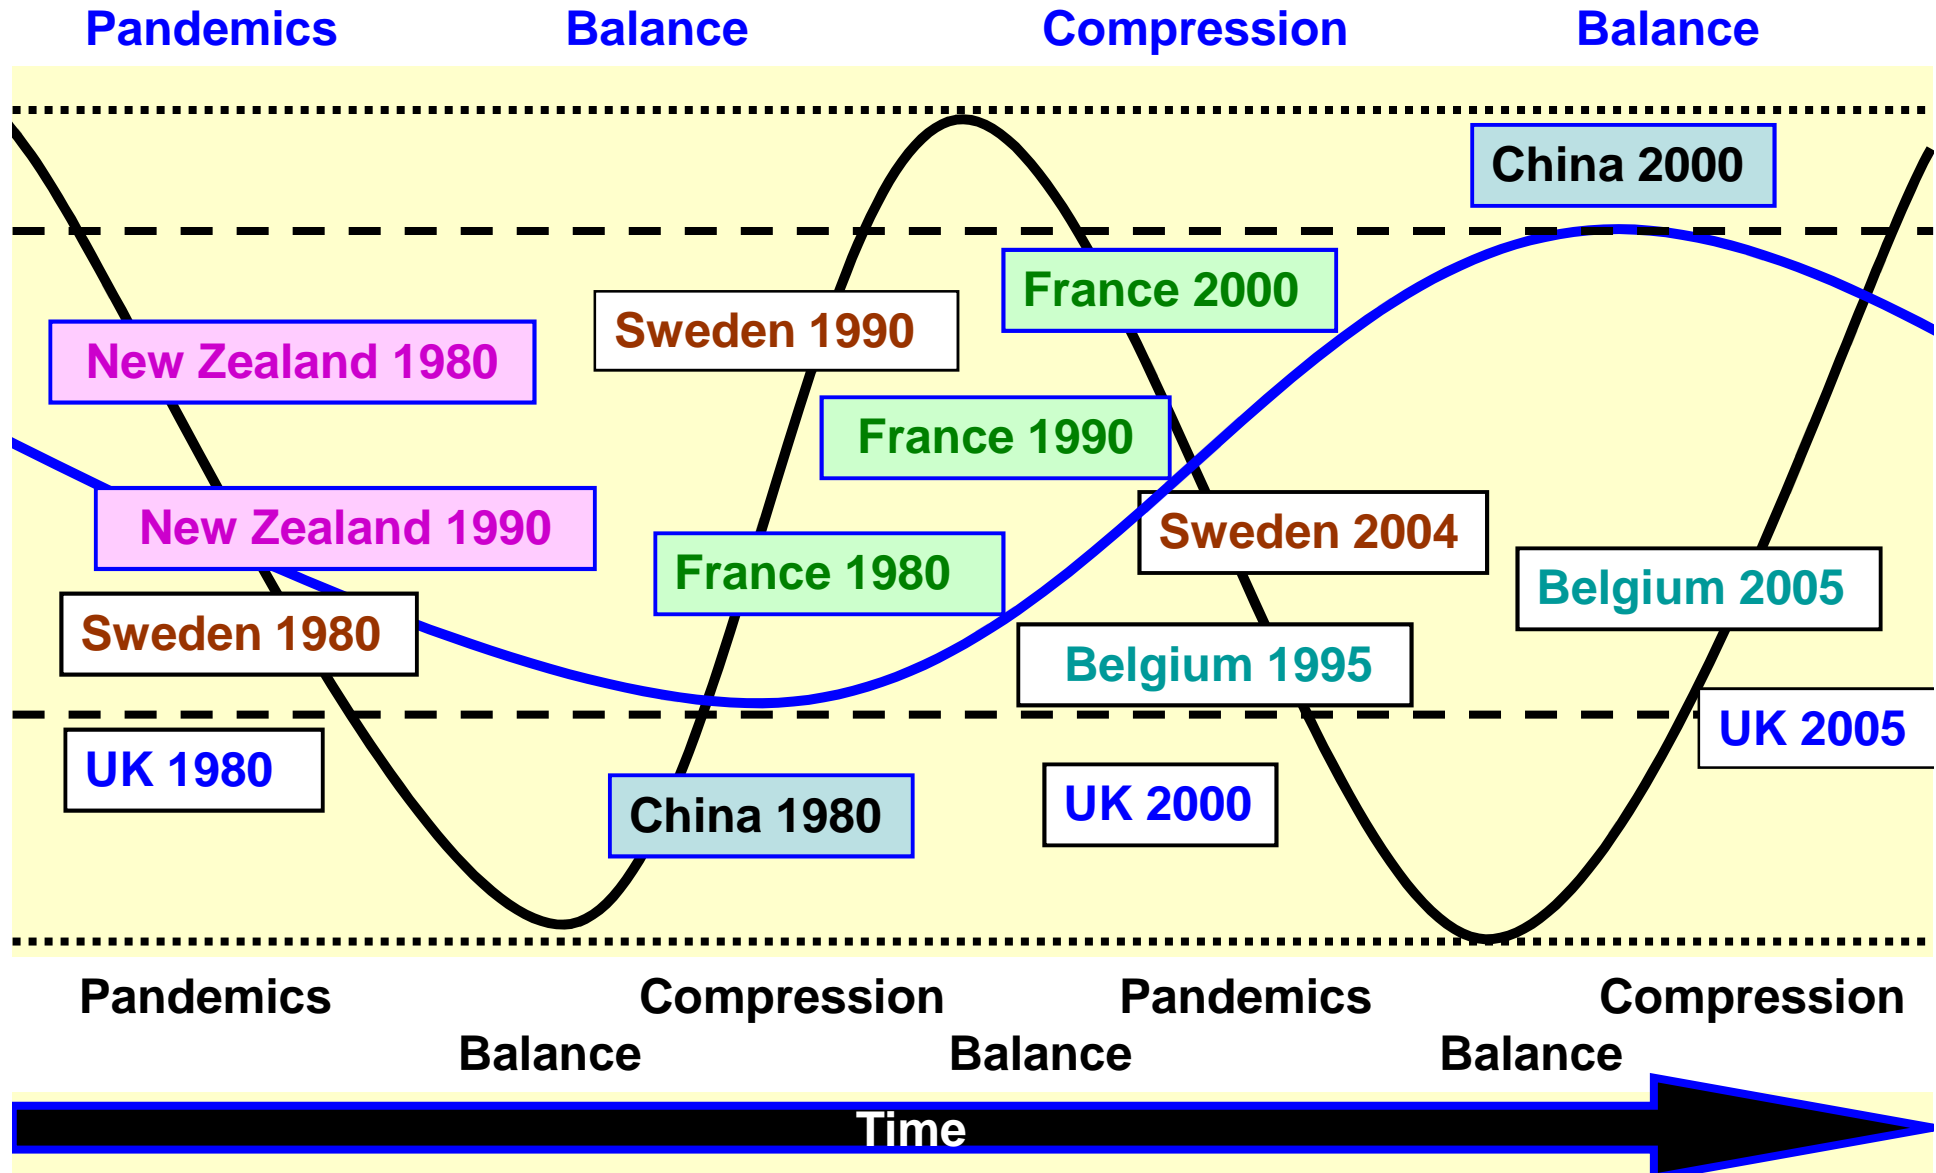 Pandemics Balance Compression Balance
China 2000
France 2000
Sweden 1990
New Zealand 1980
France 1990
New Zealand 1990
Sweden 2004
France 1980
Belgium 2005
Sweden 1980
Belgium 1995
UK 2005
UK 1980
UK 2000
China 1980
Pandemics Compression Pandemics Compression
Balance Balance Balance
Time